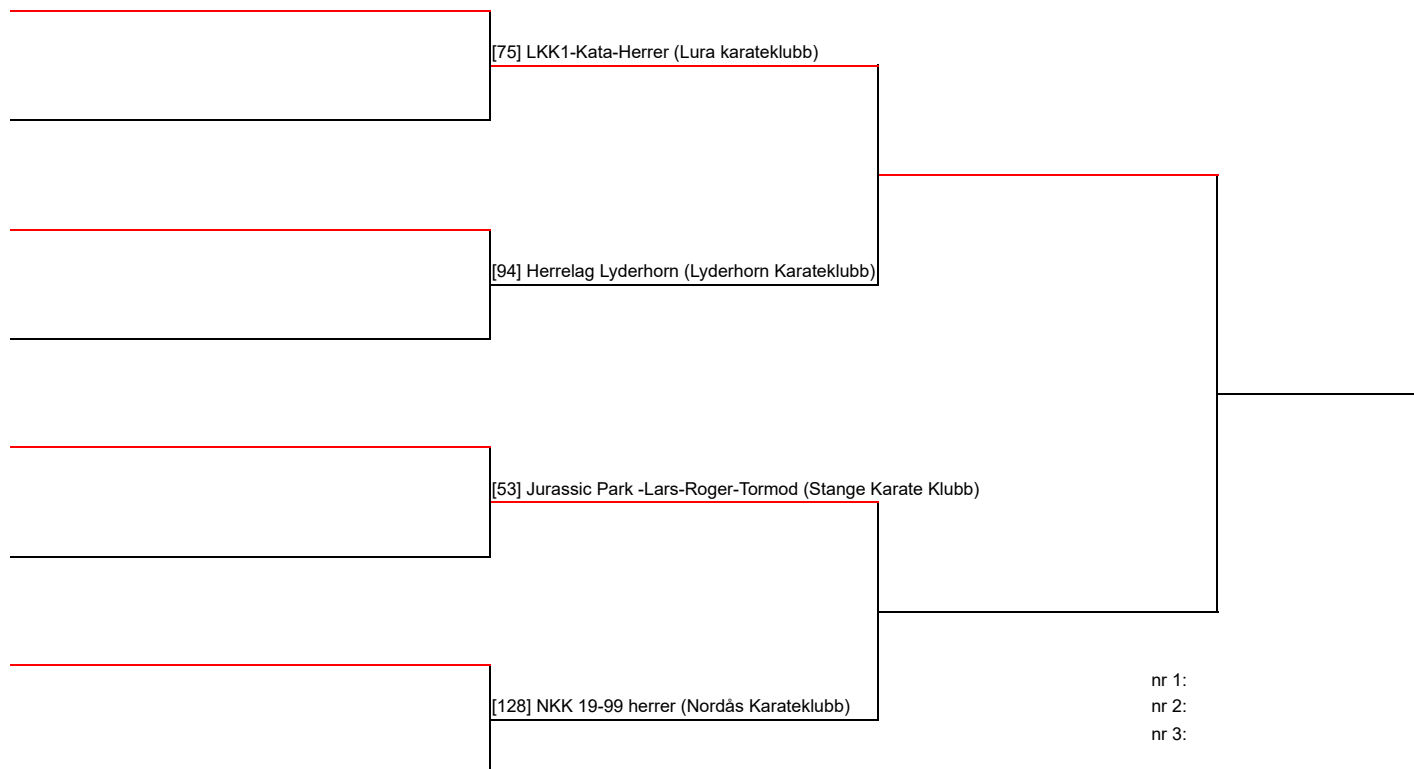 [75] LKK1-Kata-Herrer (Lura karateklubb)
[94] Herrelag Lyderhorn (Lyderhorn Karateklubb)
[53] Jurassic Park -Lars-Roger-Tormod (Stange Karate Klubb)
[128] NKK 19-99 herrer (Nordås Karateklubb)
nr 1:
nr 2:
nr 3: